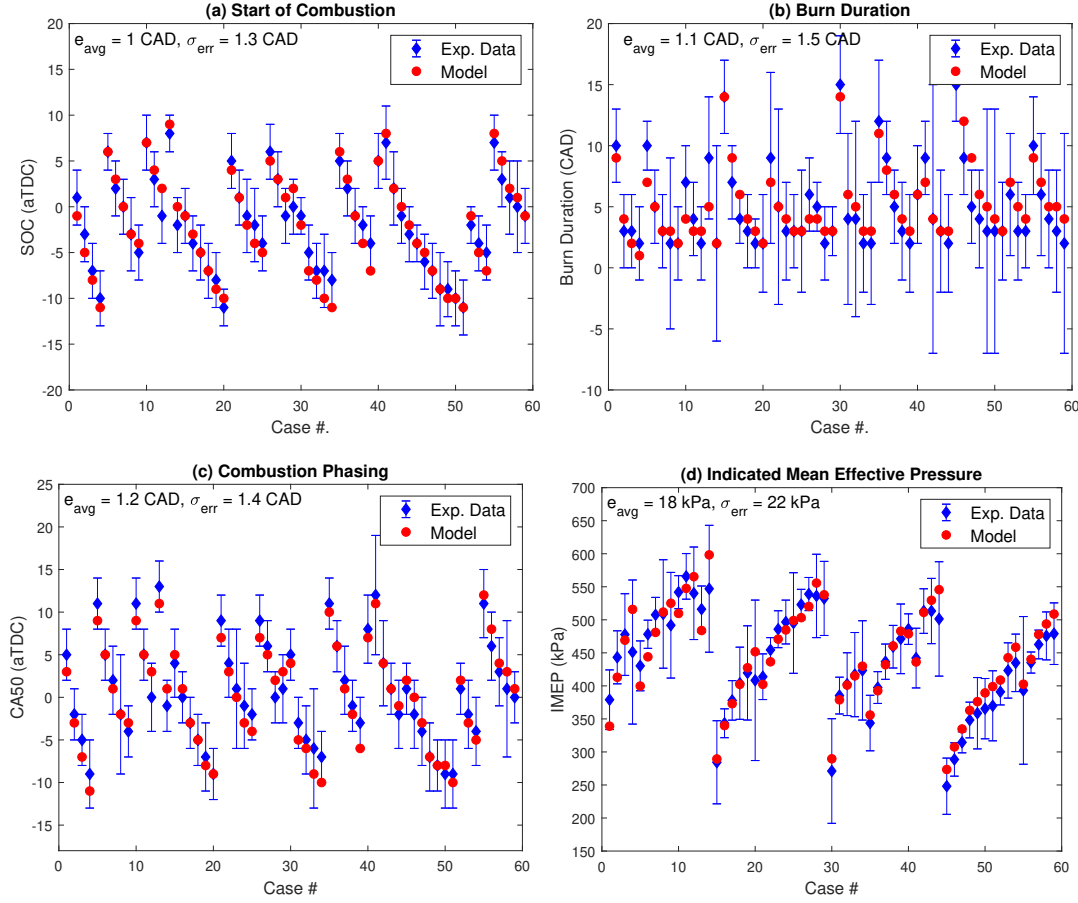 (a) Start of Combustion
e_avg = 1 CAD, σ_err = 1.3 CAD
Exp. Data
Model
20
15
10
5
0
-5
-10
-15
-20
SOC (aTDC)
0 10 20 30 40 50 60
Case #.
(b) Burn Duration
e_avg = 1.1 CAD, σ_err = 1.5 CAD
Exp. Data
Model
20
15
10
5
0
-5
-10
Burn Duration (CAD)
0 10 20 30 40 50 60
Case #.
(c) Combustion Phasing
e_avg = 1.2 CAD, σ_err = 1.4 CAD
Exp. Data
Model
25
20
15
10
5
0
-5
-10
-15
CA50 (aTDC)
0 10 20 30 40 50 60
Case #
(d) Indicated Mean Effective Pressure
e_avg = 18 kPa, σ_err = 22 kPa
Exp. Data
Model
700
650
600
550
500
450
400
350
300
250
200
150
IMEP (kPa)
0 10 20 30 40 50 60
Case #